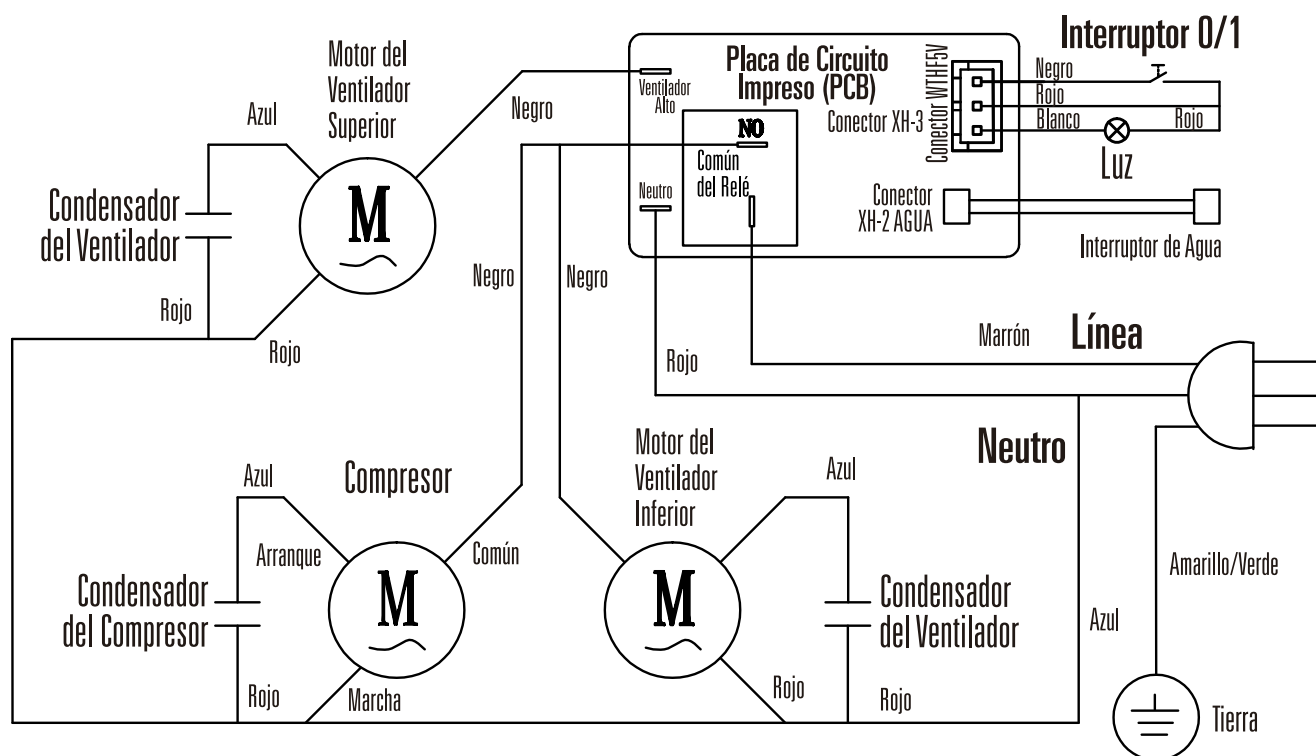 Interruptor 0/1
Motor del
Ventilador
Superior
Azul
Negro
Placa de Circuito
Impreso (PCB)
Ventilador
Alto
Conector XH-3
Conector WTHF5V
Negro
Rojo
Blanco
Rojo
Luz
NO
Común
del Relé
Neutro
Conector
XH-2 AGUA
Interruptor de Agua
Condensador
del Ventilador
M
Rojo
Rojo
Negro
Negro
Rojo
Marrón
Línea
Neutro
Compresor
Azul
Arranque
Común
Condensador
del Compresor
M
Rojo
Marcha
Motor del
Ventilador
Inferior
Azul
M
Condensador
del Ventilador
Rojo
Rojo
Azul
Amarillo/Verde
Tierra